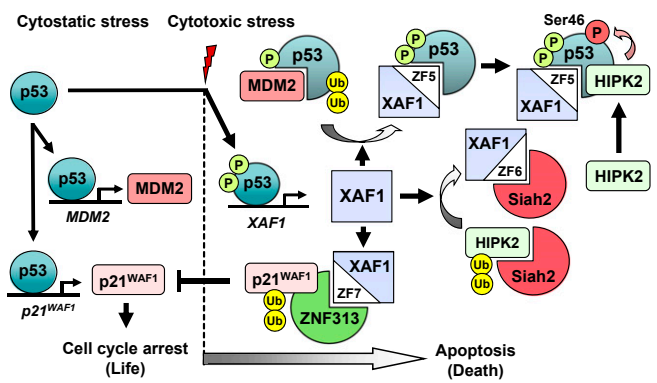 Cytostatic stress
Cytotoxic stress
Ser46
p53
P
p53
MDM2
Ub
Ub
P
P
p53
ZF5
XAF1
P
P
P
p53
ZF5
XAF1
HIPK2
p53
MDM2
MDM2
P
P
p53
XAF1
XAF1
XAF1
ZF6
Siah2
HIPK2
HIPK2
Ub
Ub
Siah2
p53
p21WAF1
p21WAF1
p21WAF1
Ub
Ub
XAF1
ZF7
ZNF313
Cell cycle arrest
(Life)
Apoptosis
(Death)